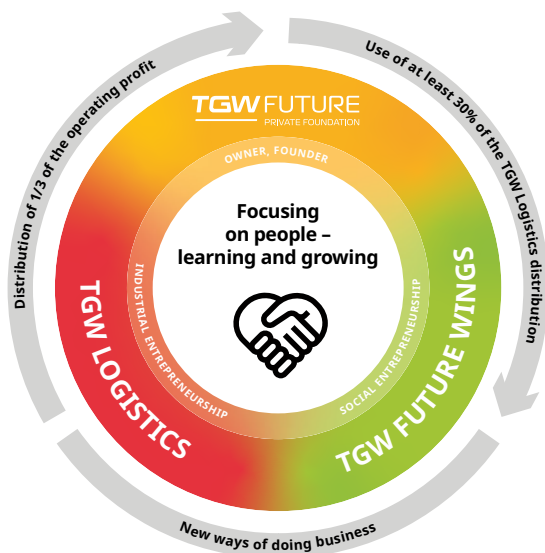 Distribution of 1/3 of the operating profit
Use of at least 30% of the TGW Logistics distribution
TGW FUTURE
PRIVATE FOUNDATION
OWNER, FOUNDER
Focusing
on people –
learning and growing
INDUSTRIAL ENTREPRENEURSHIP
SOCIAL ENTREPRENEURSHIP
TGW LOGISTICS
TGW FUTURE WINGS
New ways of doing business